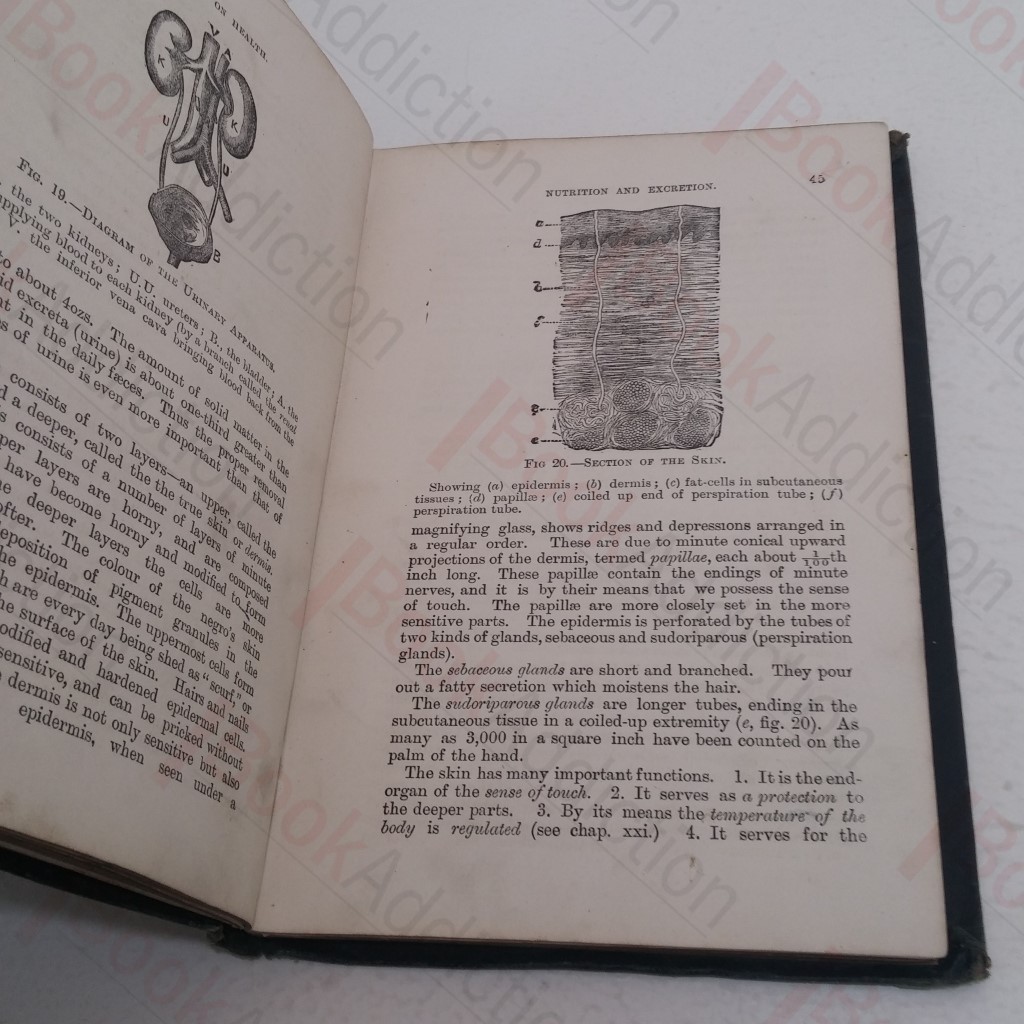 ON HEALTH.
V A
K
K
U
U
B
FIG. 19.—DIAGRAM OF THE URINARY APPARATUS.
the two kidneys; U.U. ureters; B., the bladder; A. the
supplying blood to each kidney (by a branch called the renal
V. the inferior vena cava bringing blood back from the
to about 4ozs. The amount of solid matter in the
excreta (urine) is about one-third greater than
in the daily fæces. Thus the proper removal
of urine is even more important than that of
consists of two layers—an upper, called the
a deeper, called the the true skin or dermis.
consists of a number of layers of minute
layers are horny, and are composed
have become horny and modified to form
deeper layers the cells are more
The colour of the negro's skin
deposition of pigment granules in the
the epidermis. The uppermost cells form
are every day being shed as "scurf," or
the surface of the skin. Hairs and nails
modified and hardened epidermal cells.
sensitive, and can be pricked without
dermis is not only sensitive but also
epidermis, when seen under a
NUTRITION AND EXCRETION. 45
a
d
b
f
g
e
FIG 20.—SECTION OF THE SKIN.
Showing (a) epidermis; (b) dermis; (c) fat-cells in subcutaneous
tissues; (d) papillæ; (e) coiled up end of perspiration tube; (f)
perspiration tube.
magnifying glass, shows ridges and depressions arranged in
a regular order. These are due to minute conical upward
projections of the dermis, termed papillae, each about 1/100th
inch long. These papillæ contain the endings of minute
nerves, and it is by their means that we possess the sense
of touch. The papillæ are more closely set in the more
sensitive parts. The epidermis is perforated by the tubes of
two kinds of glands, sebaceous and sudoriparous (perspiration
glands).
The sebaceous glands are short and branched. They pour
out a fatty secretion which moistens the hair.
The sudoriparous glands are longer tubes, ending in the
subcutaneous tissue in a coiled-up extremity (e, fig. 20). As
many as 3,000 in a square inch have been counted on the
palm of the hand.
The skin has many important functions. 1. It is the end-
organ of the sense of touch. 2. It serves as a protection to
the deeper parts. 3. By its means the temperature of the
body is regulated (see chap. xxi.) 4. It serves for the
BookAddiction